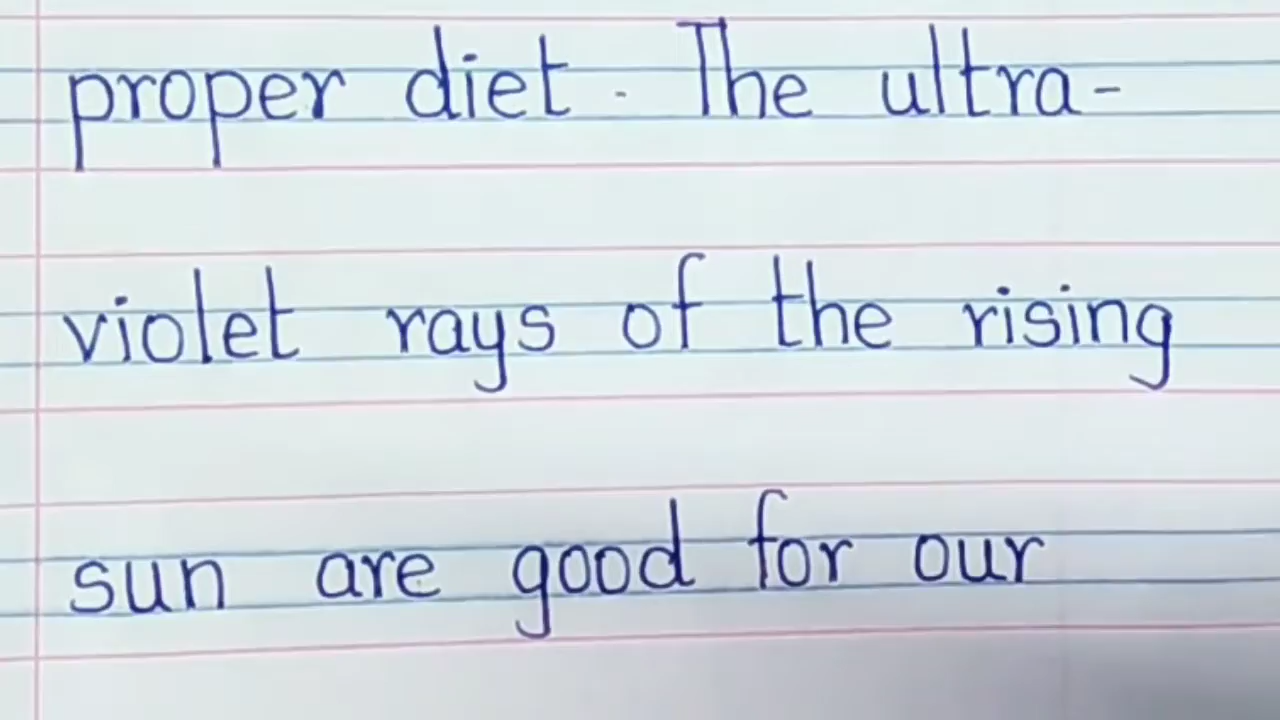 proper diet. The ultra-
violet rays of the rising
sun are good for our